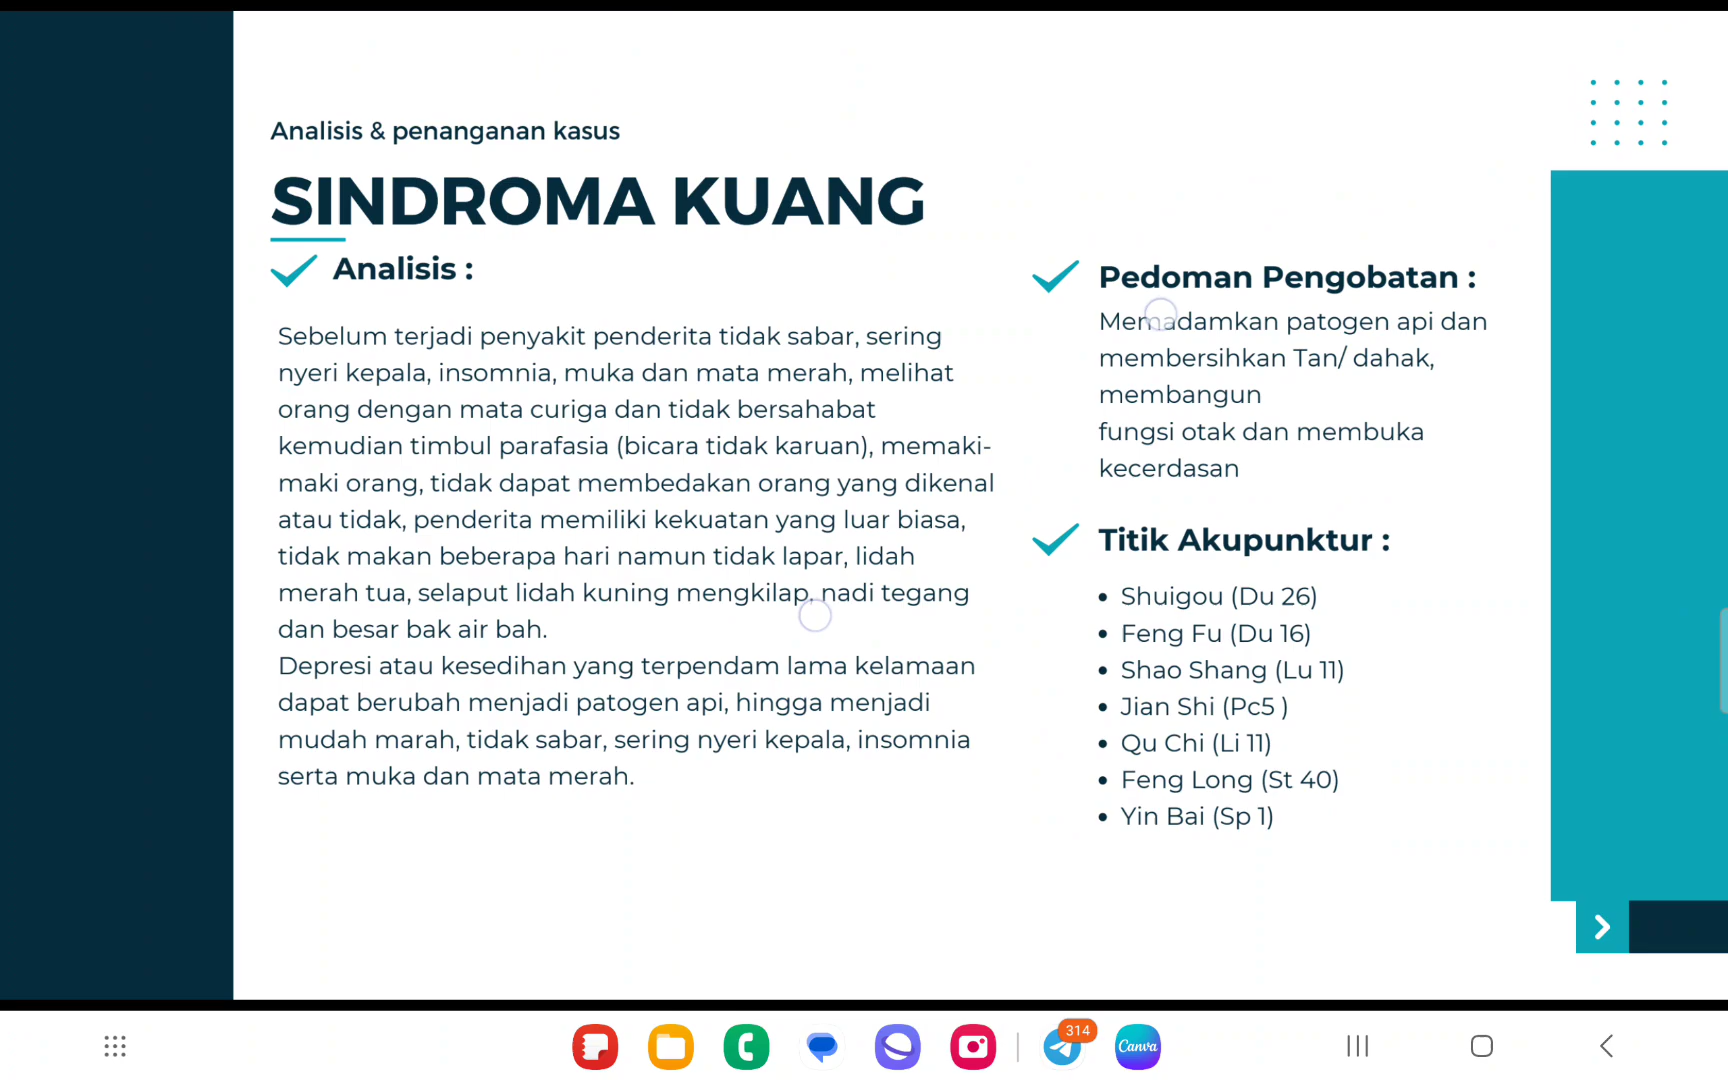 Analisis & penanganan kasus
SINDROMA KUANG
Analisis :
Sebelum terjadi penyakit penderita tidak sabar, sering
nyeri kepala, insomnia, muka dan mata merah, melihat
orang dengan mata curiga dan tidak bersahabat
kemudian timbul parafasia (bicara tidak karuan), memaki-
maki orang, tidak dapat membedakan orang yang dikenal
atau tidak, penderita memiliki kekuatan yang luar biasa,
tidak makan beberapa hari namun tidak lapar, lidah
merah tua, selaput lidah kuning mengkilap, nadi tegang
dan besar bak air bah.
Depresi atau kesedihan yang terpendam lama kelamaan
dapat berubah menjadi patogen api, hingga menjadi
mudah marah, tidak sabar, sering nyeri kepala, insomnia
serta muka dan mata merah.
Pedoman Pengobatan :
Memadamkan patogen api dan
membersihkan Tan/ dahak,
membangun
fungsi otak dan membuka
kecerdasan
Titik Akupunktur :
• Shuigou (Du 26)
• Feng Fu (Du 16)
• Shao Shang (Lu 11)
• Jian Shi (Pc5 )
• Qu Chi (Li 11)
• Feng Long (St 40)
• Yin Bai (Sp 1)
314
Canva